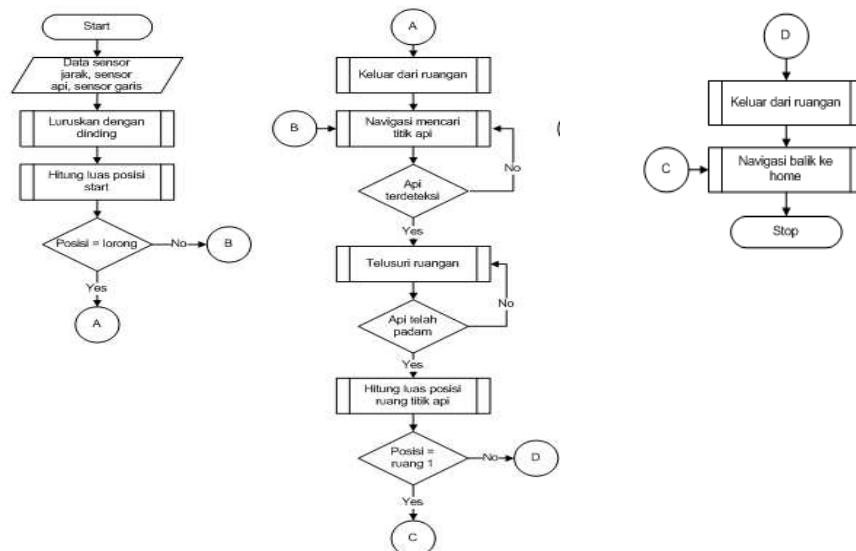 Start
Data sensor
jarak, sensor
api, sensor garis
Luruskan dengan
dinding
Hitung luas posisi
start
Posisi = lorong
No
B
Yes
A
A
Keluar dari ruangan
B
Navigasi mencari
titik api
No
Api
terdeteksi
Yes
Telusuri ruangan
No
Api telah
padam
Yes
Hitung luas posisi
ruang titik api
Posisi =
ruang 1
No
D
Yes
C
D
Keluar dari ruangan
C
Navigasi balik ke
home
Stop